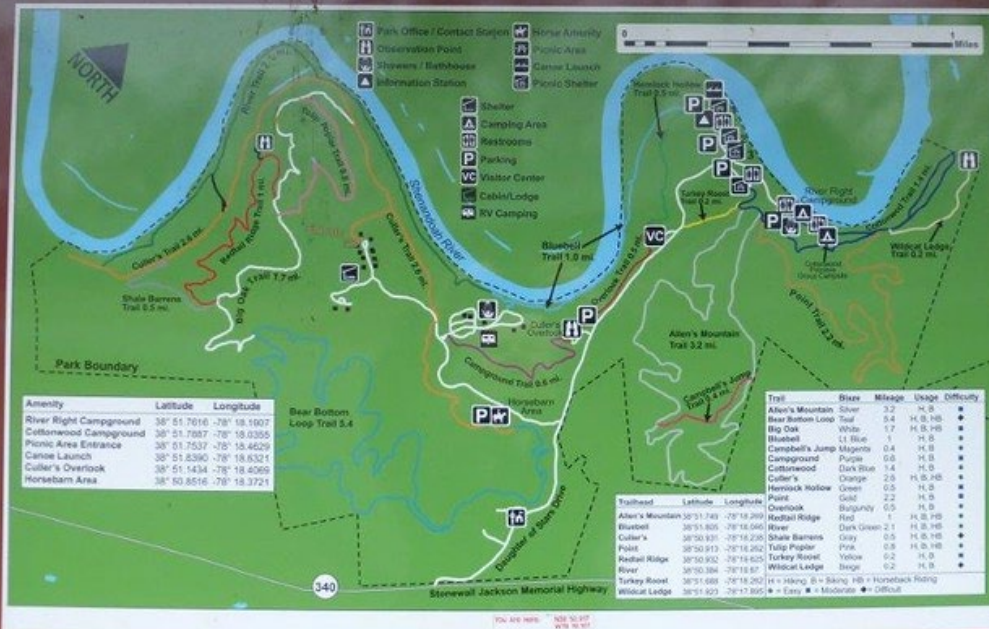 NORTH
Park Office / Contact Station
Observation Point
Showers / Bathhouse
Information Station
Horse Amenity
Picnic Area
Canoe Launch
Picnic Shelter
0
1
Miles
Shelter
Camping Area
Restrooms
P Parking
VC Visitor Center
Cabin/Lodge
RV Camping
Hemlock Hollow
Trail 0.5 mi.
Tulip Poplar Trail 0.8 mi.
Shenandoah River
Culler's Trail 2.6 mi.
Redtail Ridge Trail 1 mi.
Big Oak Trail 1.7 mi.
Shale Barrens
Trail 0.5 mi.
Culler's Trail 2.6 mi.
Bluebell
Trail 1.0 mi.
VC
Turkey Roost
Trail 0.2 mi.
River Right
Campground
Cottonwood Trail 1.4 mi.
Wildcat Ledge
Trail 0.2 mi.
Point Trail 2.2 mi.
Culler's
Overlook
Campground Trail 0.6 mi.
Allen's Mountain
Trail 3.2 mi.
Campbell's Jump
Trail 0.4 mi.
Park Boundary
Bear Bottom
Loop Trail 5.4
Horsebarn
Area
Daughter of Stars Drive
340
Stonewall Jackson Memorial Highway
Amenity Latitude Longitude
River Right Campground 38° 51.7616 -78° 18.1907
Cottonwood Campground 38° 51.7887 -78° 18.0355
Picnic Area Entrance 38° 51.7537 -78° 18.4629
Canoe Launch 38° 51.8390 -78° 18.6321
Culler's Overlook 38° 51.1434 -78° 18.4069
Horsebarn Area 38° 50.8516 -78° 18.3721
Trailhead Latitude Longitude
Allen's Mountain
Bluebell
Culler's
Point
Redtail Ridge
River
Turkey Roost
Wildcat Ledge
Trail Blaze Mileage Usage Difficulty
Allen's Mountain Silver 3.2 H, B
Bear Bottom Loop Teal 5.4 H, B, HB
Big Oak White 1.7 H, B, HB
Bluebell Lt. Blue 1 H, B
Campbell's Jump Magenta 0.4 H, B
Campground Purple 0.6 H, B
Cottonwood Dark Blue 1.4 H, B
Culler's Orange 2.6 H, B, HB
Hemlock Hollow Green 0.5 H, B
Point Gold 2.2 H, B
Overlook Burgundy 0.5 H, B
Redtail Ridge Red 1 H, B, HB
River Dark Green 2.1 H, B, HB
Shale Barrens Gray 0.5 H, B, HB
Tulip Poplar Pink 0.8 H, B, HB
Turkey Roost Yellow 0.2 H, B
Wildcat Ledge Beige 0.2 H, B
H = Hiking B = Biking HB = Horseback Riding
= Easy = Moderate = Difficult
You Are Here: